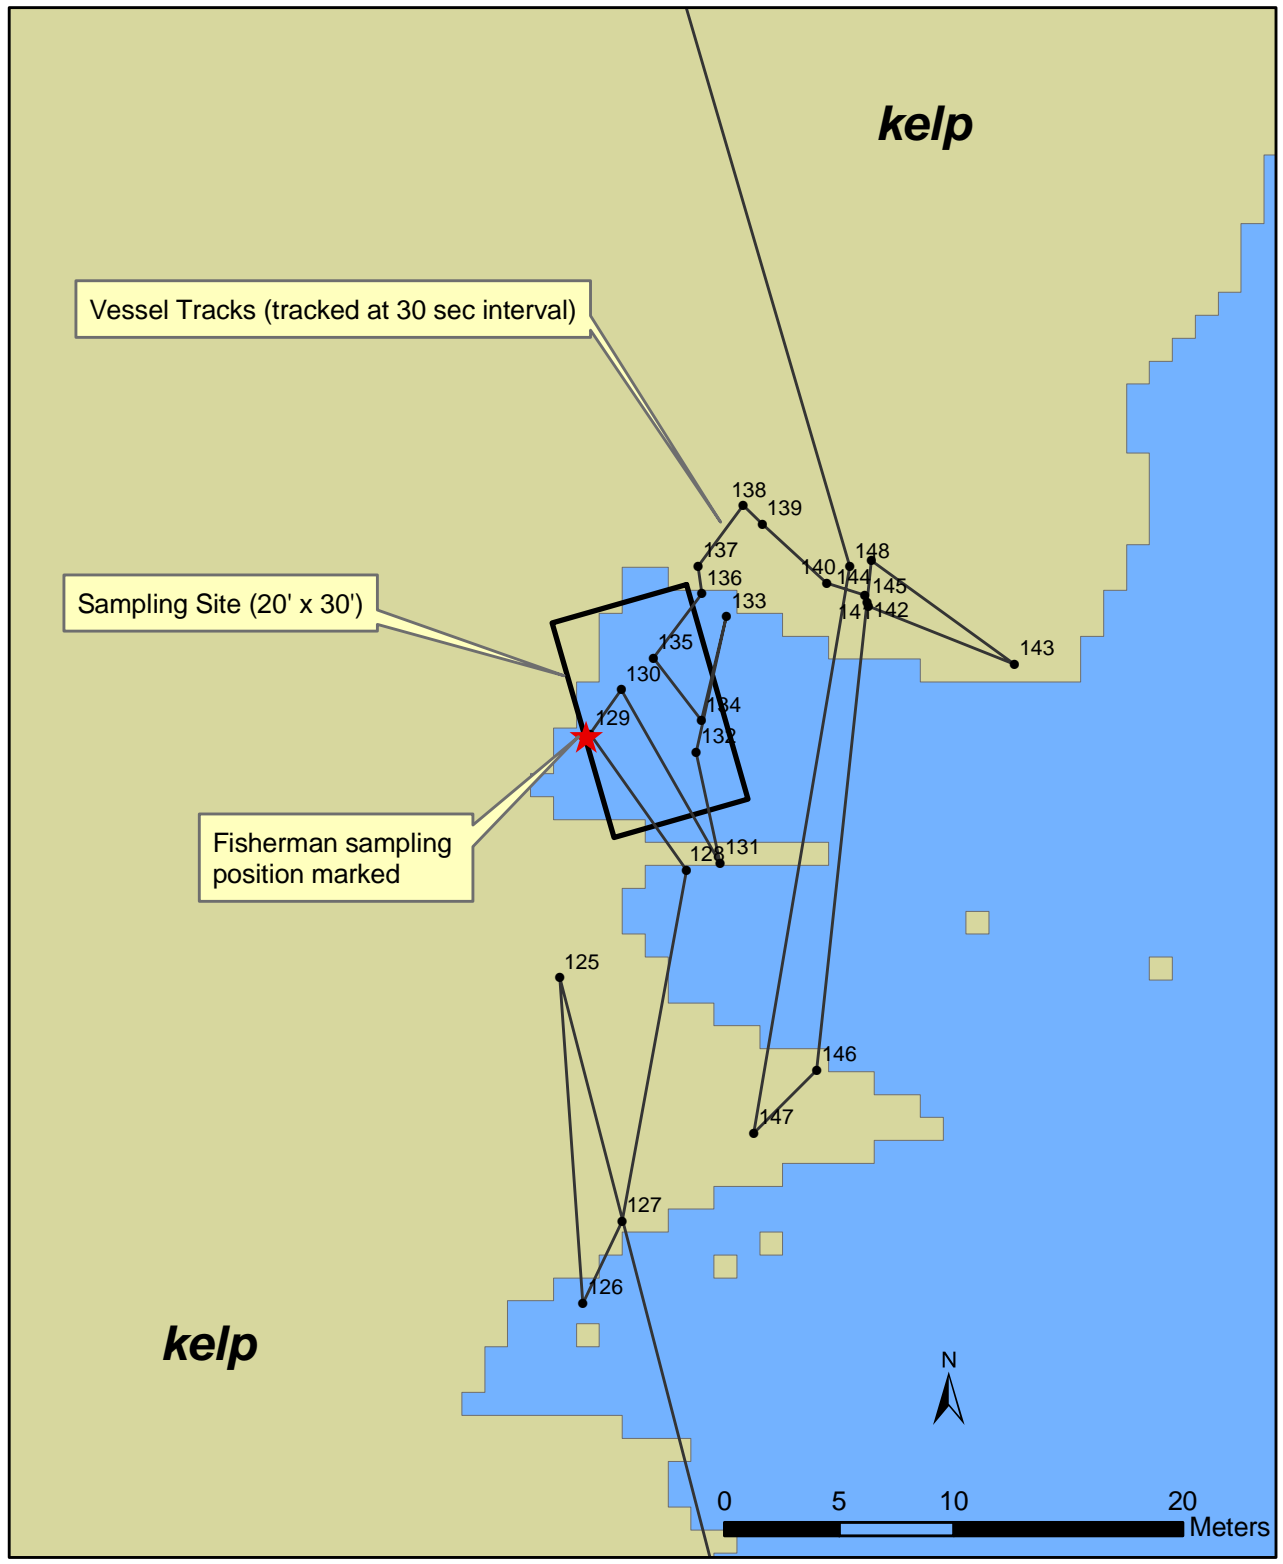 kelp
Vessel Tracks (tracked at 30 sec interval)
138
139
137
148
140
144
145
136
141
142
133
Sampling Site (20' x 30')
135
143
130
134
129
132
Fisherman sampling
position marked
128
131
125
146
147
127
126
kelp
N
0 5 10 20
Meters